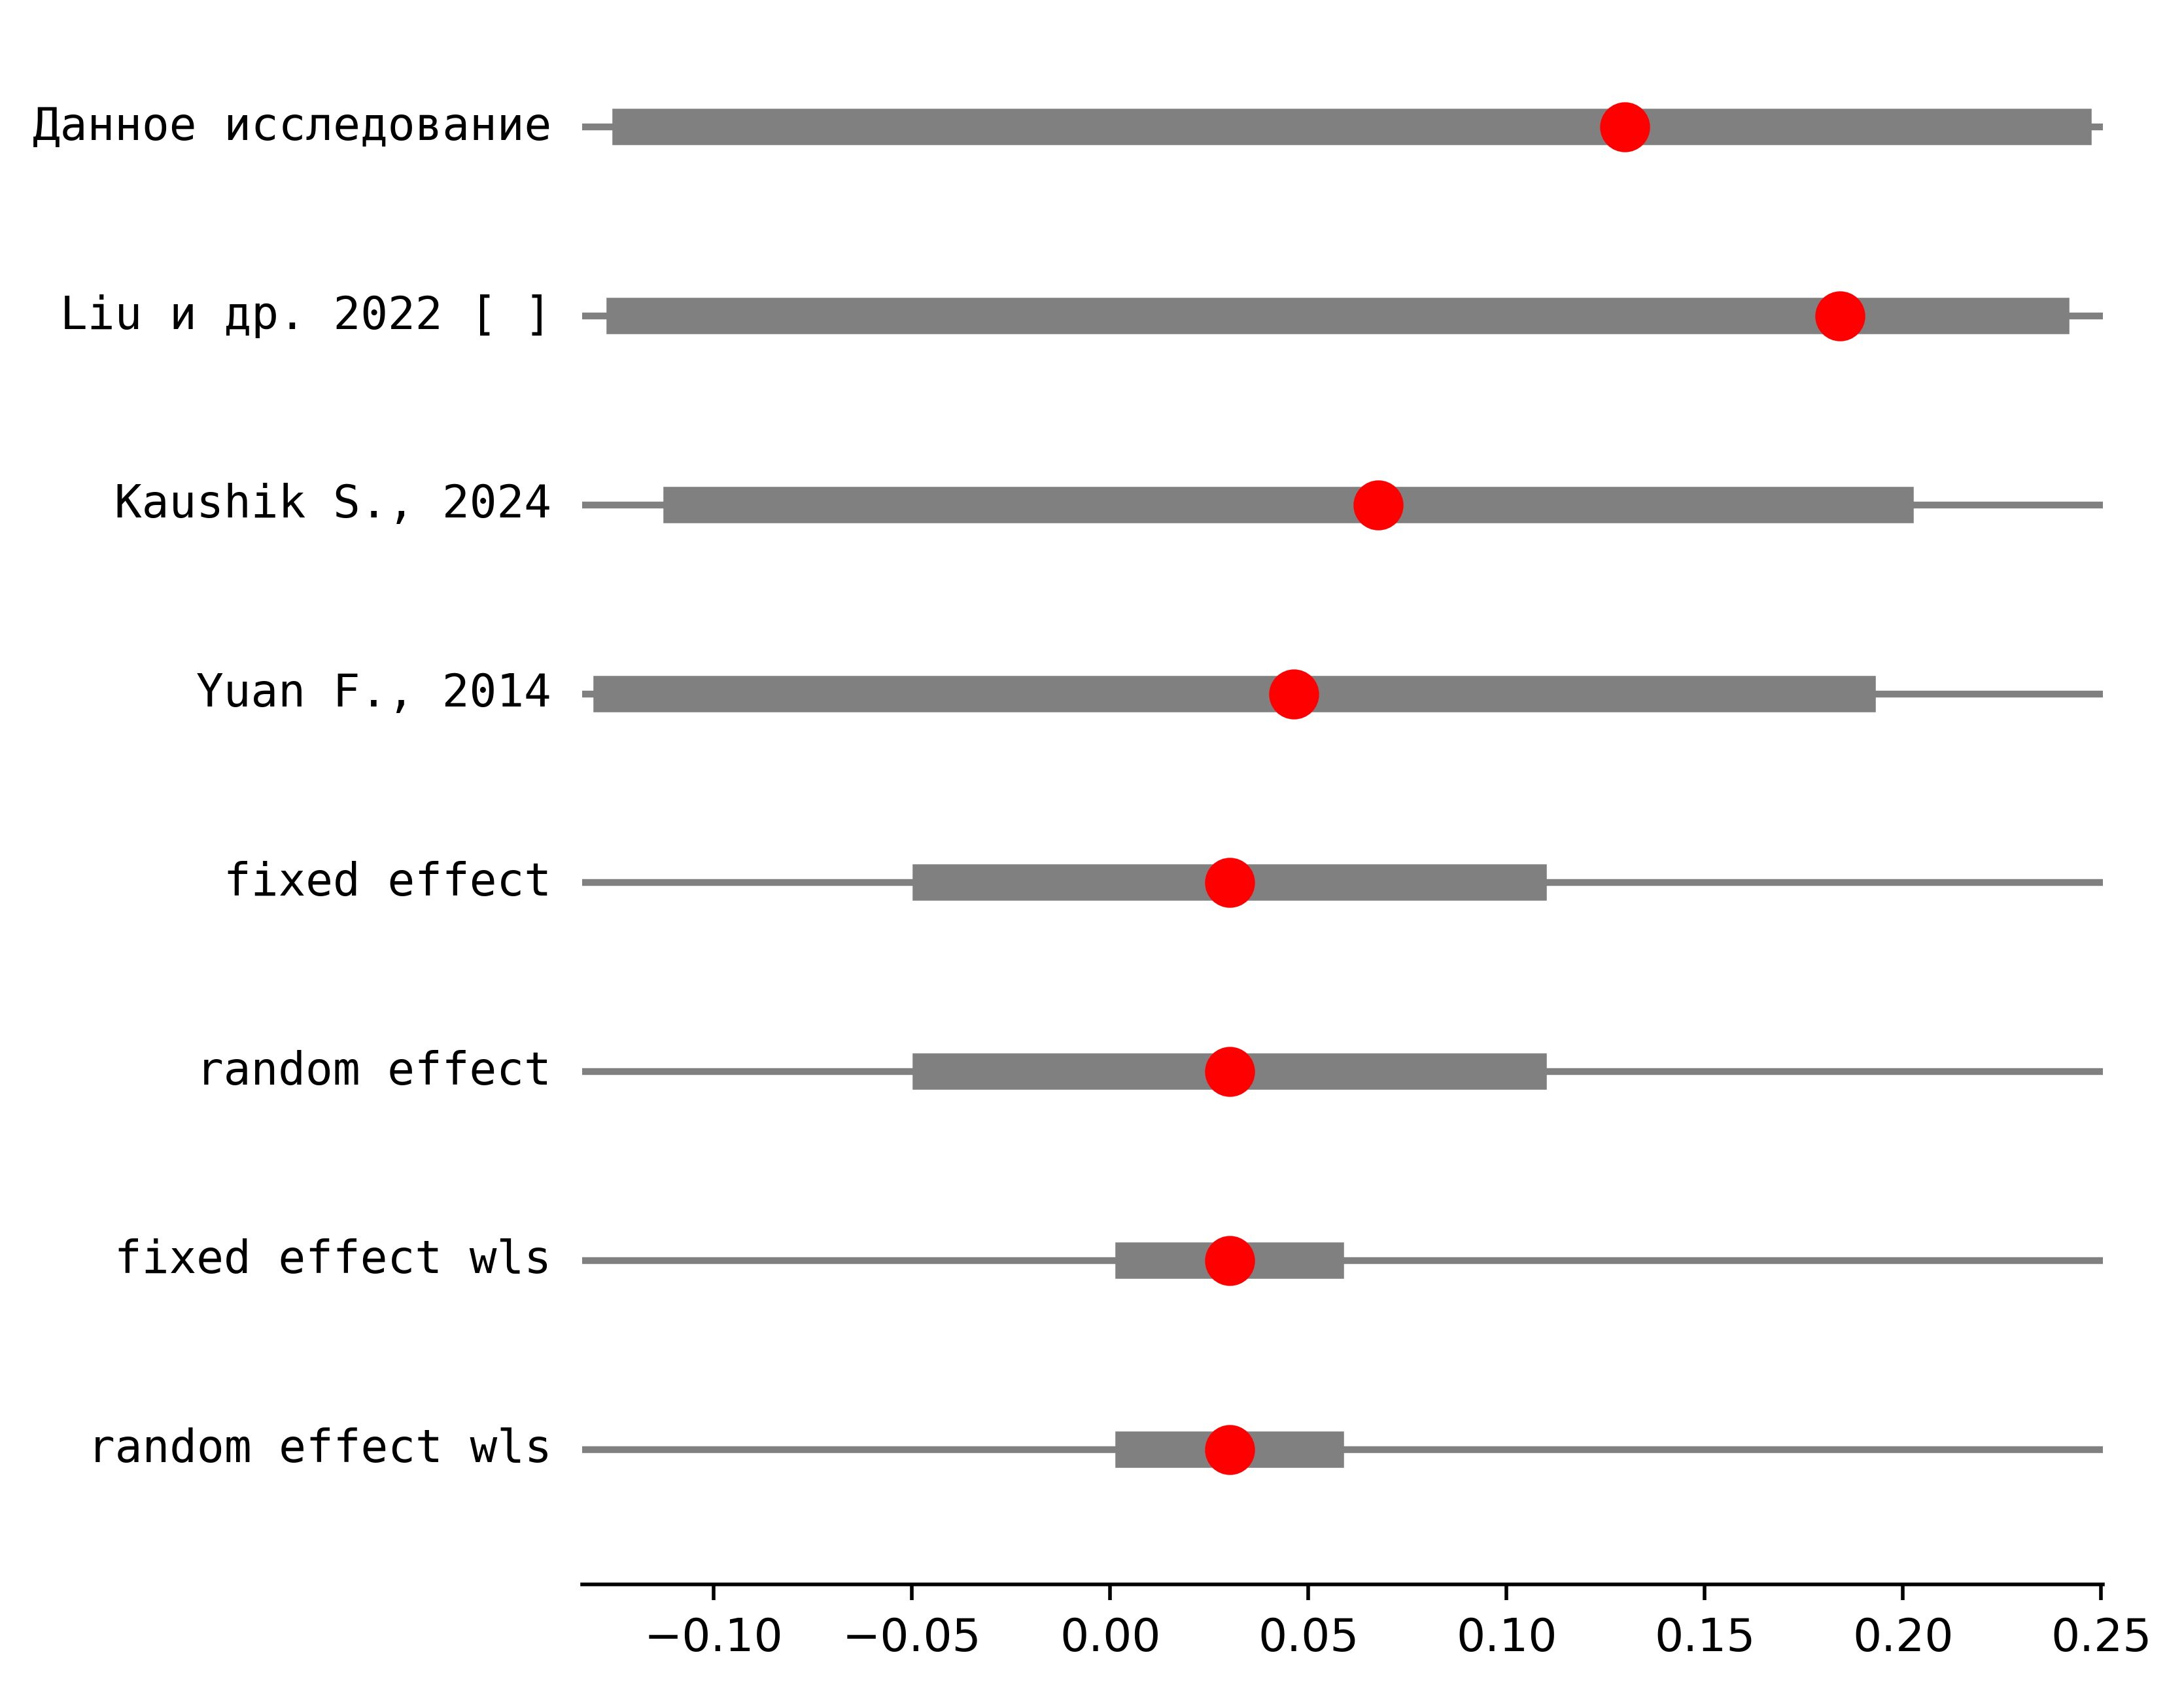 Данное исследование
Liu и др. 2022 [ ]
Kaushik S., 2024
Yuan F., 2014
fixed effect
random effect
fixed effect wls
random effect wls
−0.10 −0.05 0.00 0.05 0.10 0.15 0.20 0.25